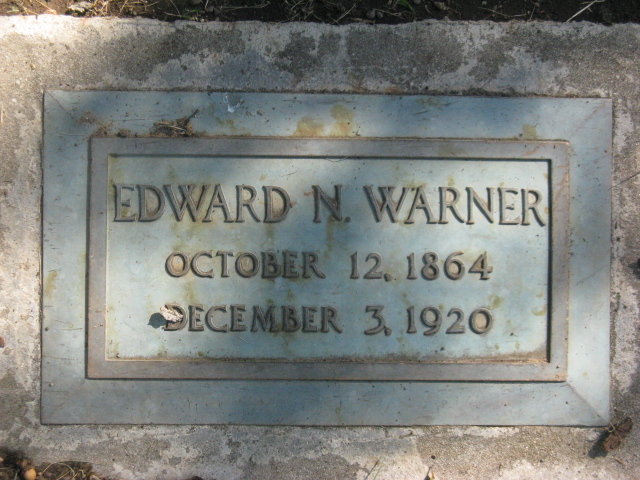 EDWARD N. WARNER
OCTOBER 12, 1864
DECEMBER 3, 1920